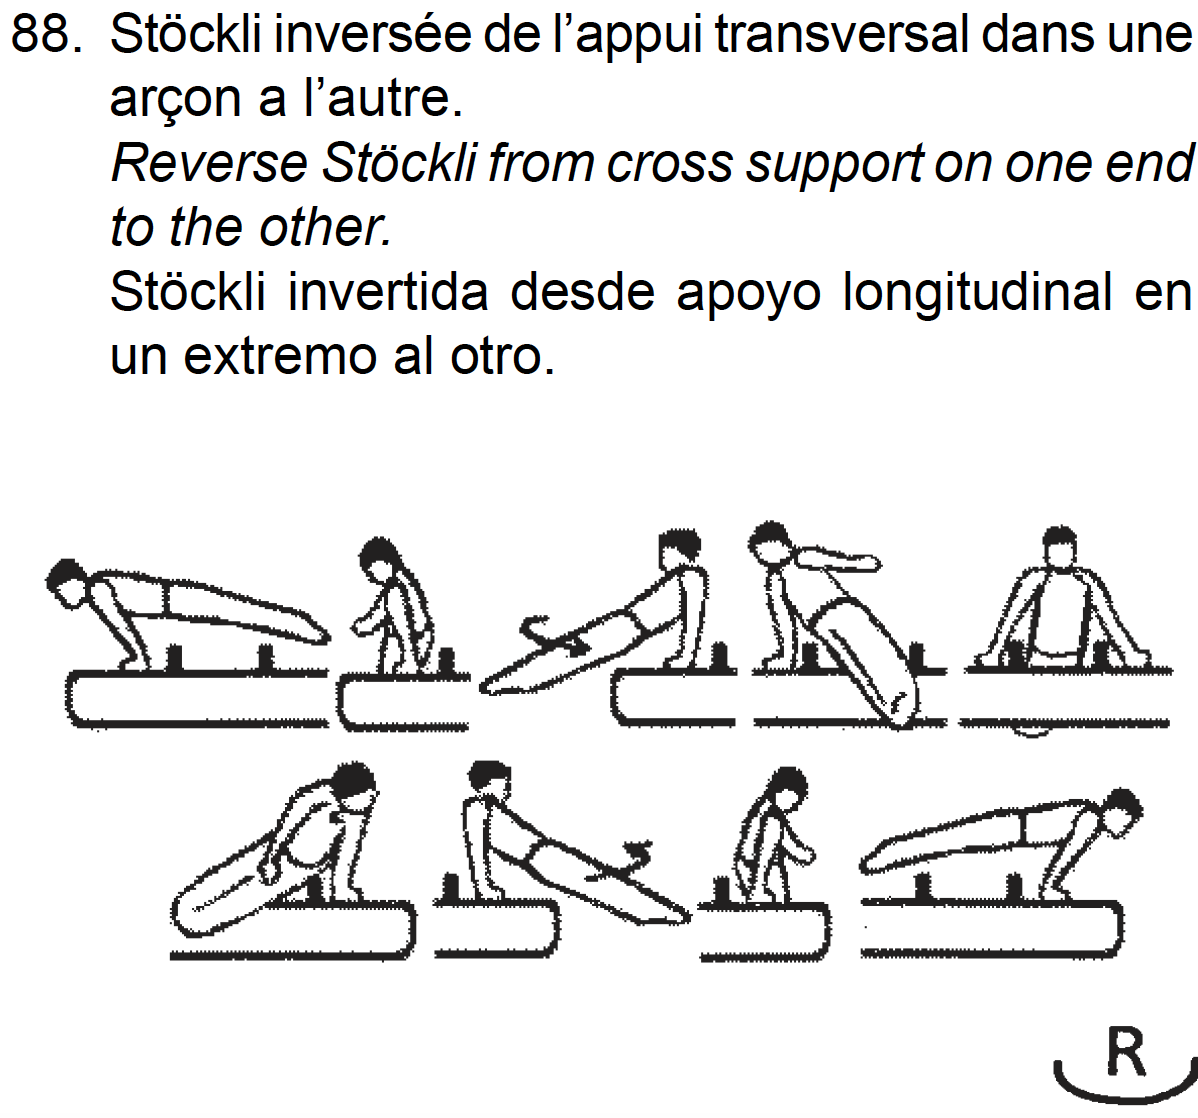 88. Stöckli inversée de l’appui transversal dans une
arçon a l’autre.
Reverse Stöckli from cross support on one end
to the other.
Stöckli invertida desde apoyo longitudinal en
un extremo al otro.
R